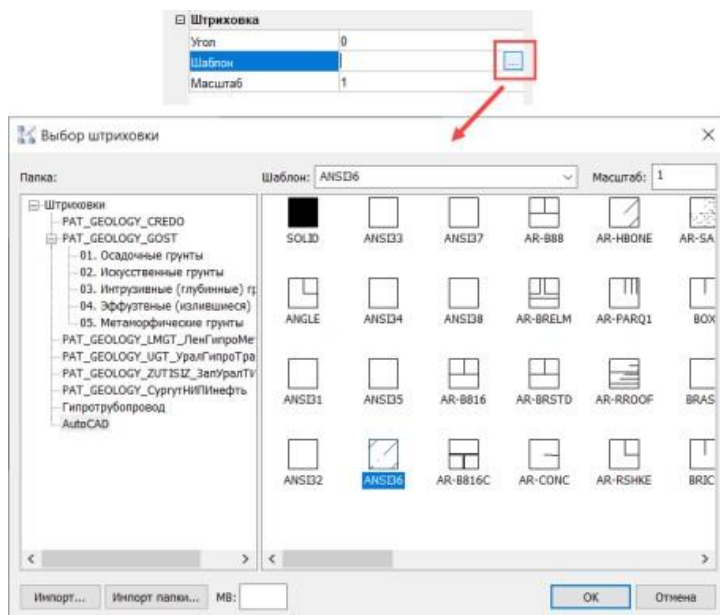 Штриховка
Угол 0
Шаблон ...
Масштаб 1
Выбор штриховки
Папка: Шаблон: ANSI36 Масштаб: 1
Штриховки
PAT_GEOLOGY_CREDO
PAT_GEOLOGY_GOST
01. Осадочные грунты
02. Искусственные грунты
03. Интрузивные (глубинные) гр
04. Эффузтвные (излившиеся)
05. Метаморфические грунты
PAT_GEOLOGY_LMGT_ЛенГипроМе
PAT_GEOLOGY_UGT_УралГипроТра
PAT_GEOLOGY_ZUTISIZ_ЗапУралТИ
PAT_GEOLOGY_СургутНИПИнефть
Гипротрубопровод
AutoCAD
SOLID ANSI33 ANSI37 AR-B88 AR-HBONE AR-SA
ANGLE ANSI34 ANSI38 AR-BRELM AR-PARQ1 BOX
ANSI31 ANSI35 AR-B816 AR-BRSTD AR-RROOF BRAS
ANSI32 ANSI36 AR-B816C AR-CONC AR-RSHKE BRIC
Импорт... Импорт папки... МВ: ОК Отмена